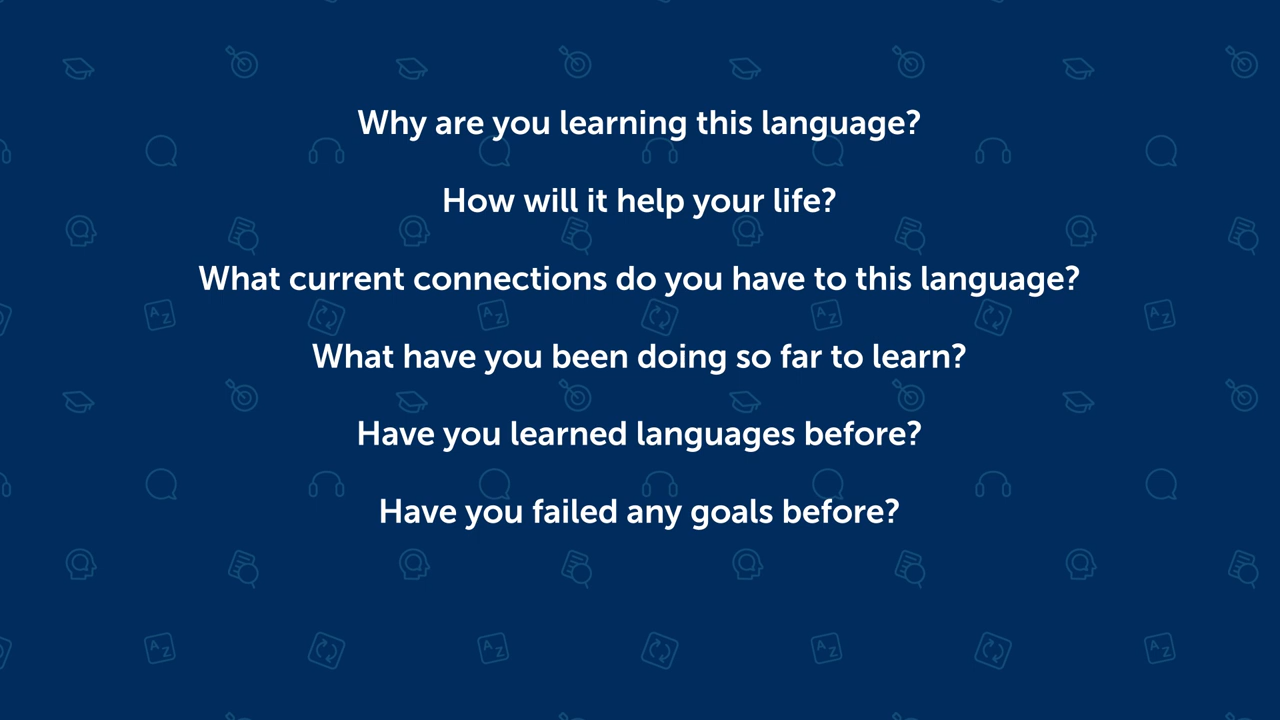 Why are you learning this language?
How will it help your life?
What current connections do you have to this language?
What have you been doing so far to learn?
Have you learned languages before?
Have you failed any goals before?